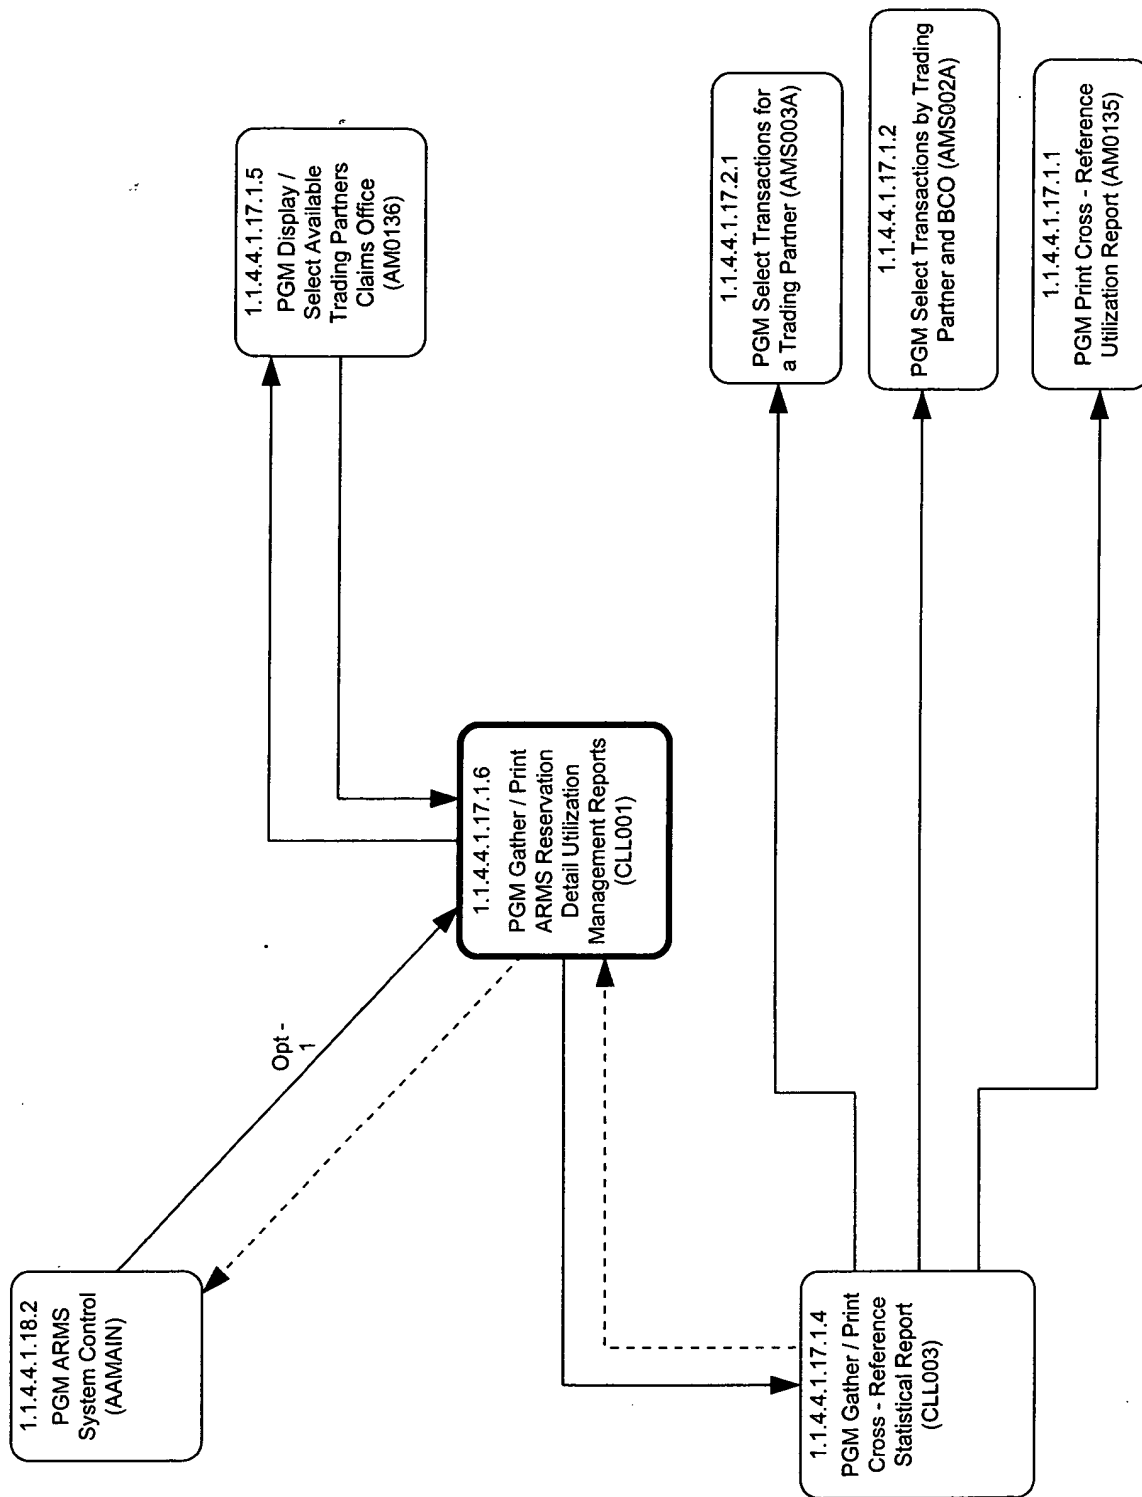 1.1.4.4.1.18.2
PGM ARMS
System Control
(AAMAIN)
Opt -
1
1.1.4.4.1.17.1.5
PGM Display /
Select Available
Trading Partners
Claims Office
(AM0136)
1.1.4.4.1.17.1.6
PGM Gather / Print
ARMS Reservation
Detail Utilization
Management Reports
(CLL001)
1.1.4.4.1.17.1.4
PGM Gather / Print
Cross - Reference
Statistical Report
(CLL003)
1.1.4.4.1.17.2.1
PGM Select Transactions for
a Trading Partner (AMS003A)
1.1.4.4.1.17.1.2
PGM Select Transactions by Trading
Partner and BCO (AMS002A)
1.1.4.4.1.17.1.1
PGM Print Cross - Reference
Utilization Report (AM0135)